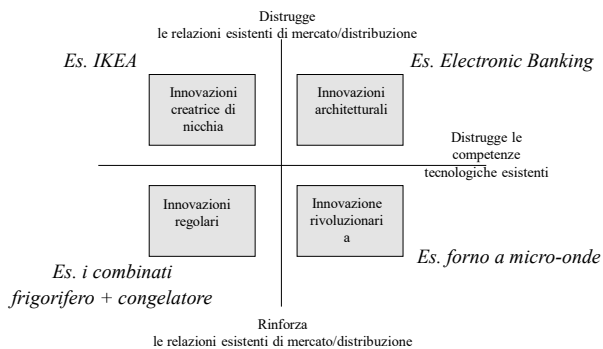 Distrugge
le relazioni esistenti di mercato/distribuzione
Es. IKEA
Es. Electronic Banking
Innovazioni
creatrice di
nicchia
Innovazioni
architetturali
Distrugge le
competenze
tecnologiche esistenti
Innovazioni
regolari
Innovazione
rivoluzionari
a
Es. forno a micro-onde
Es. i combinati
frigorifero + congelatore
Rinforza
le relazioni esistenti di mercato/distribuzione